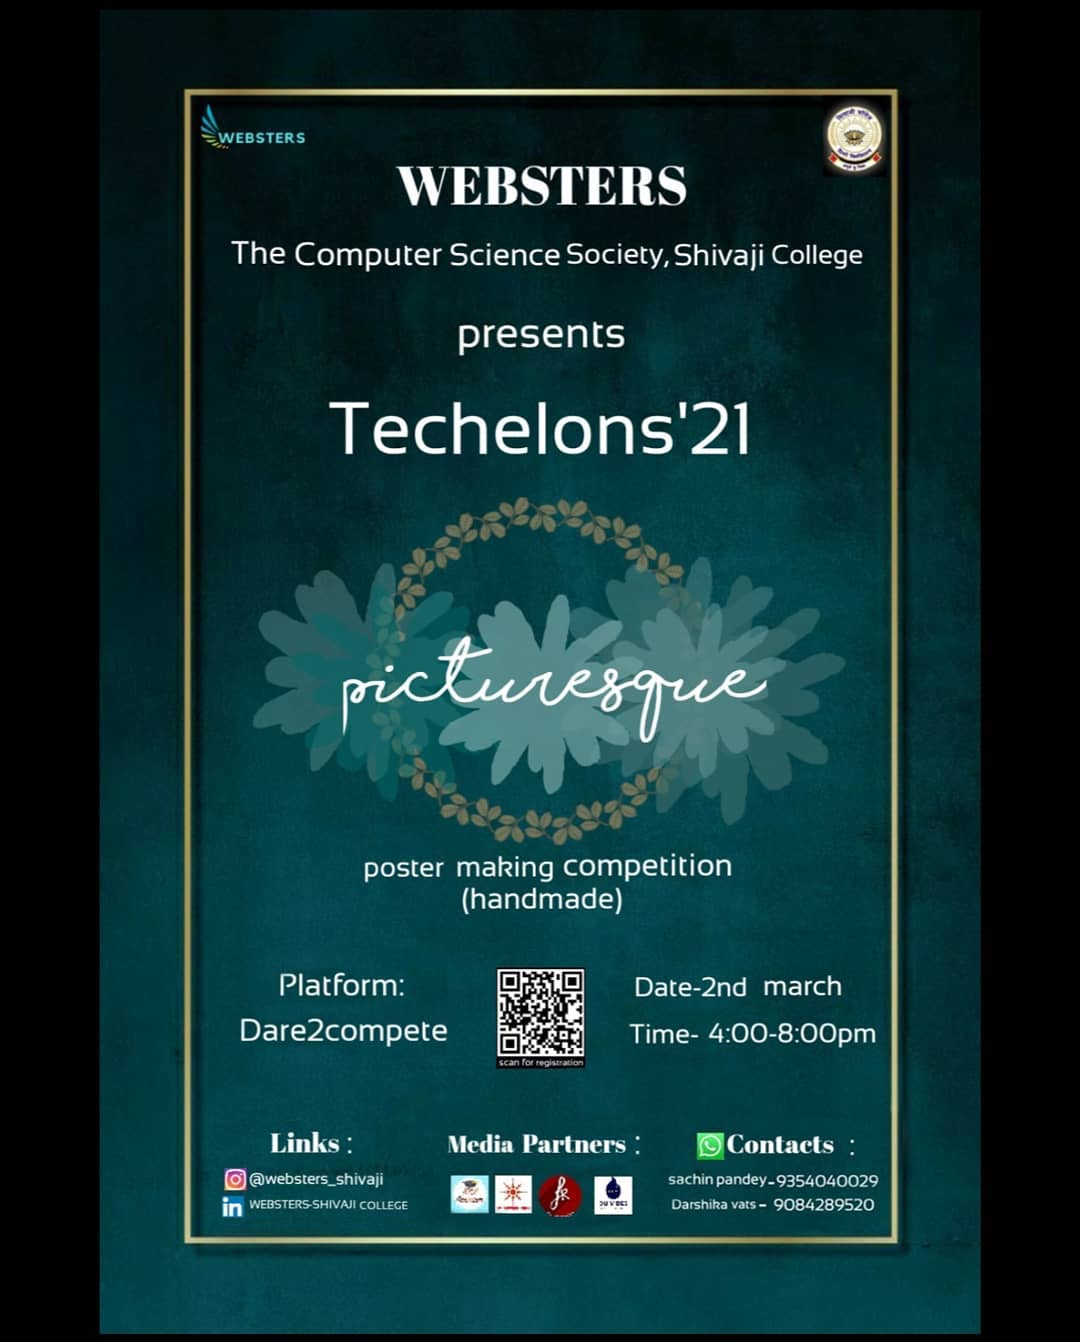 WEBSTERS
WEBSTERS
The Computer Science Society, Shivaji College
presents
Techelons'21
picturesque
poster making competition
(handmade)
Platform:
Dare2compete
scan for registration
Date-2nd march
Time- 4:00-8:00pm
Links :
@websters_shivaji
WEBSTERS-SHIVAJI COLLEGE
Media Partners :
Contacts :
sachin pandey-9354040029
Darshika vats- 9084289520